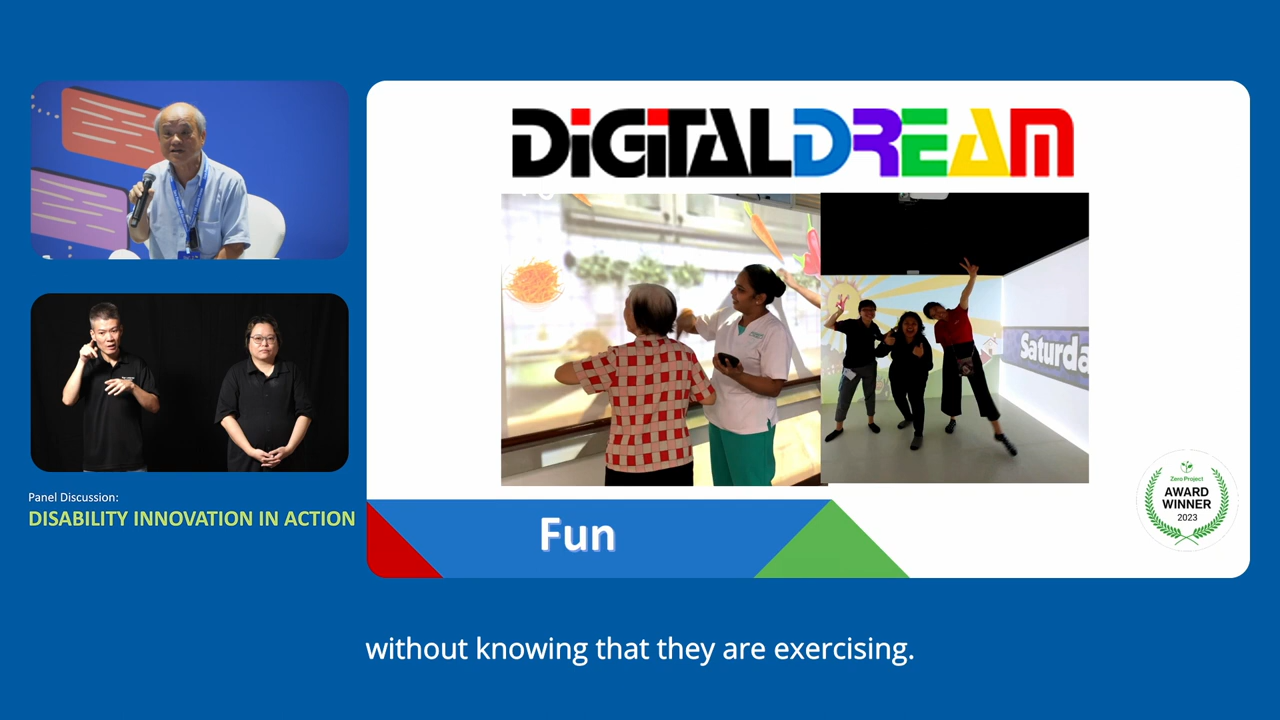 DiGiTALDREAM
Saturda
Panel Discussion:
DISABILITY INNOVATION IN ACTION
Fun
Zero Project
AWARD
WINNER
2023
without knowing that they are exercising.